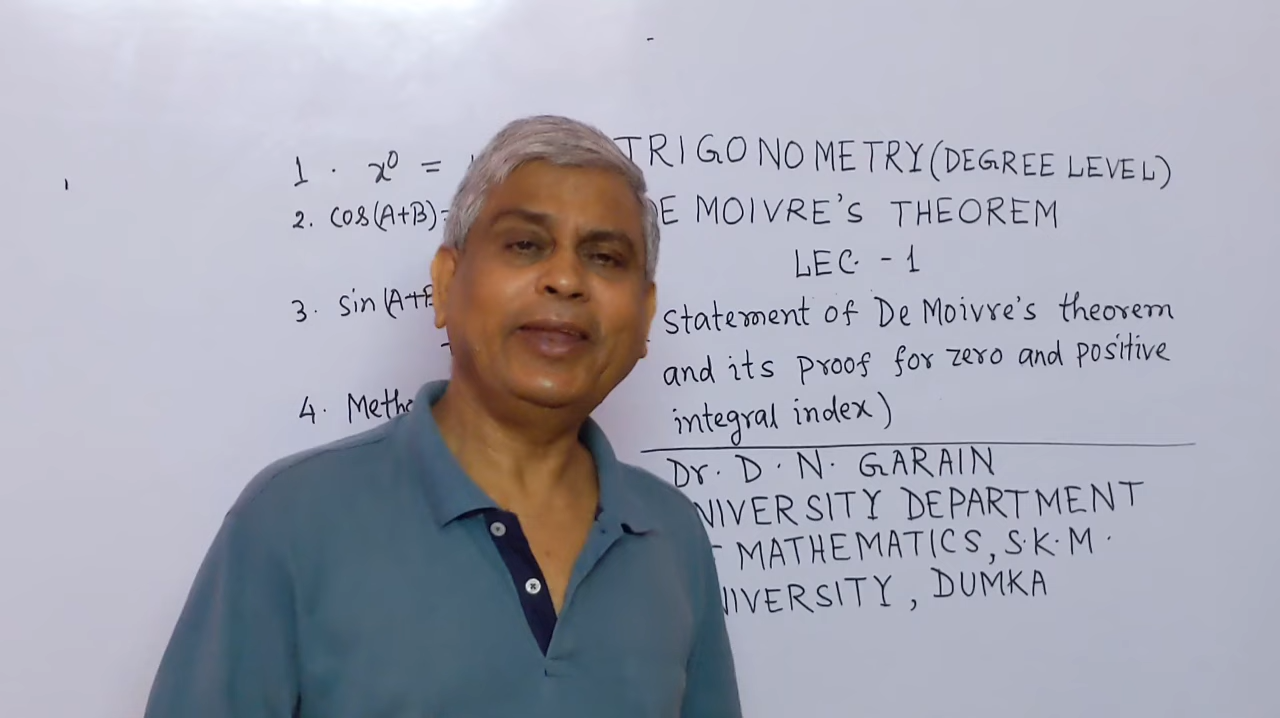 1. x⁰ =
2. cos(A+B)=
3. sin(A+B
4.
TRIGONOMETRY (DEGREE LEVEL)
DE MOIVRE'S THEOREM
LEC. - 1
statement of De Moivre's theorem
and its proof for zero and positive
integral index)
Dr. D. N. GARAIN
NIVERSITY DEPARTMENT
MATHEMATICS, S.K.M.
NIVERSITY, DUMKA